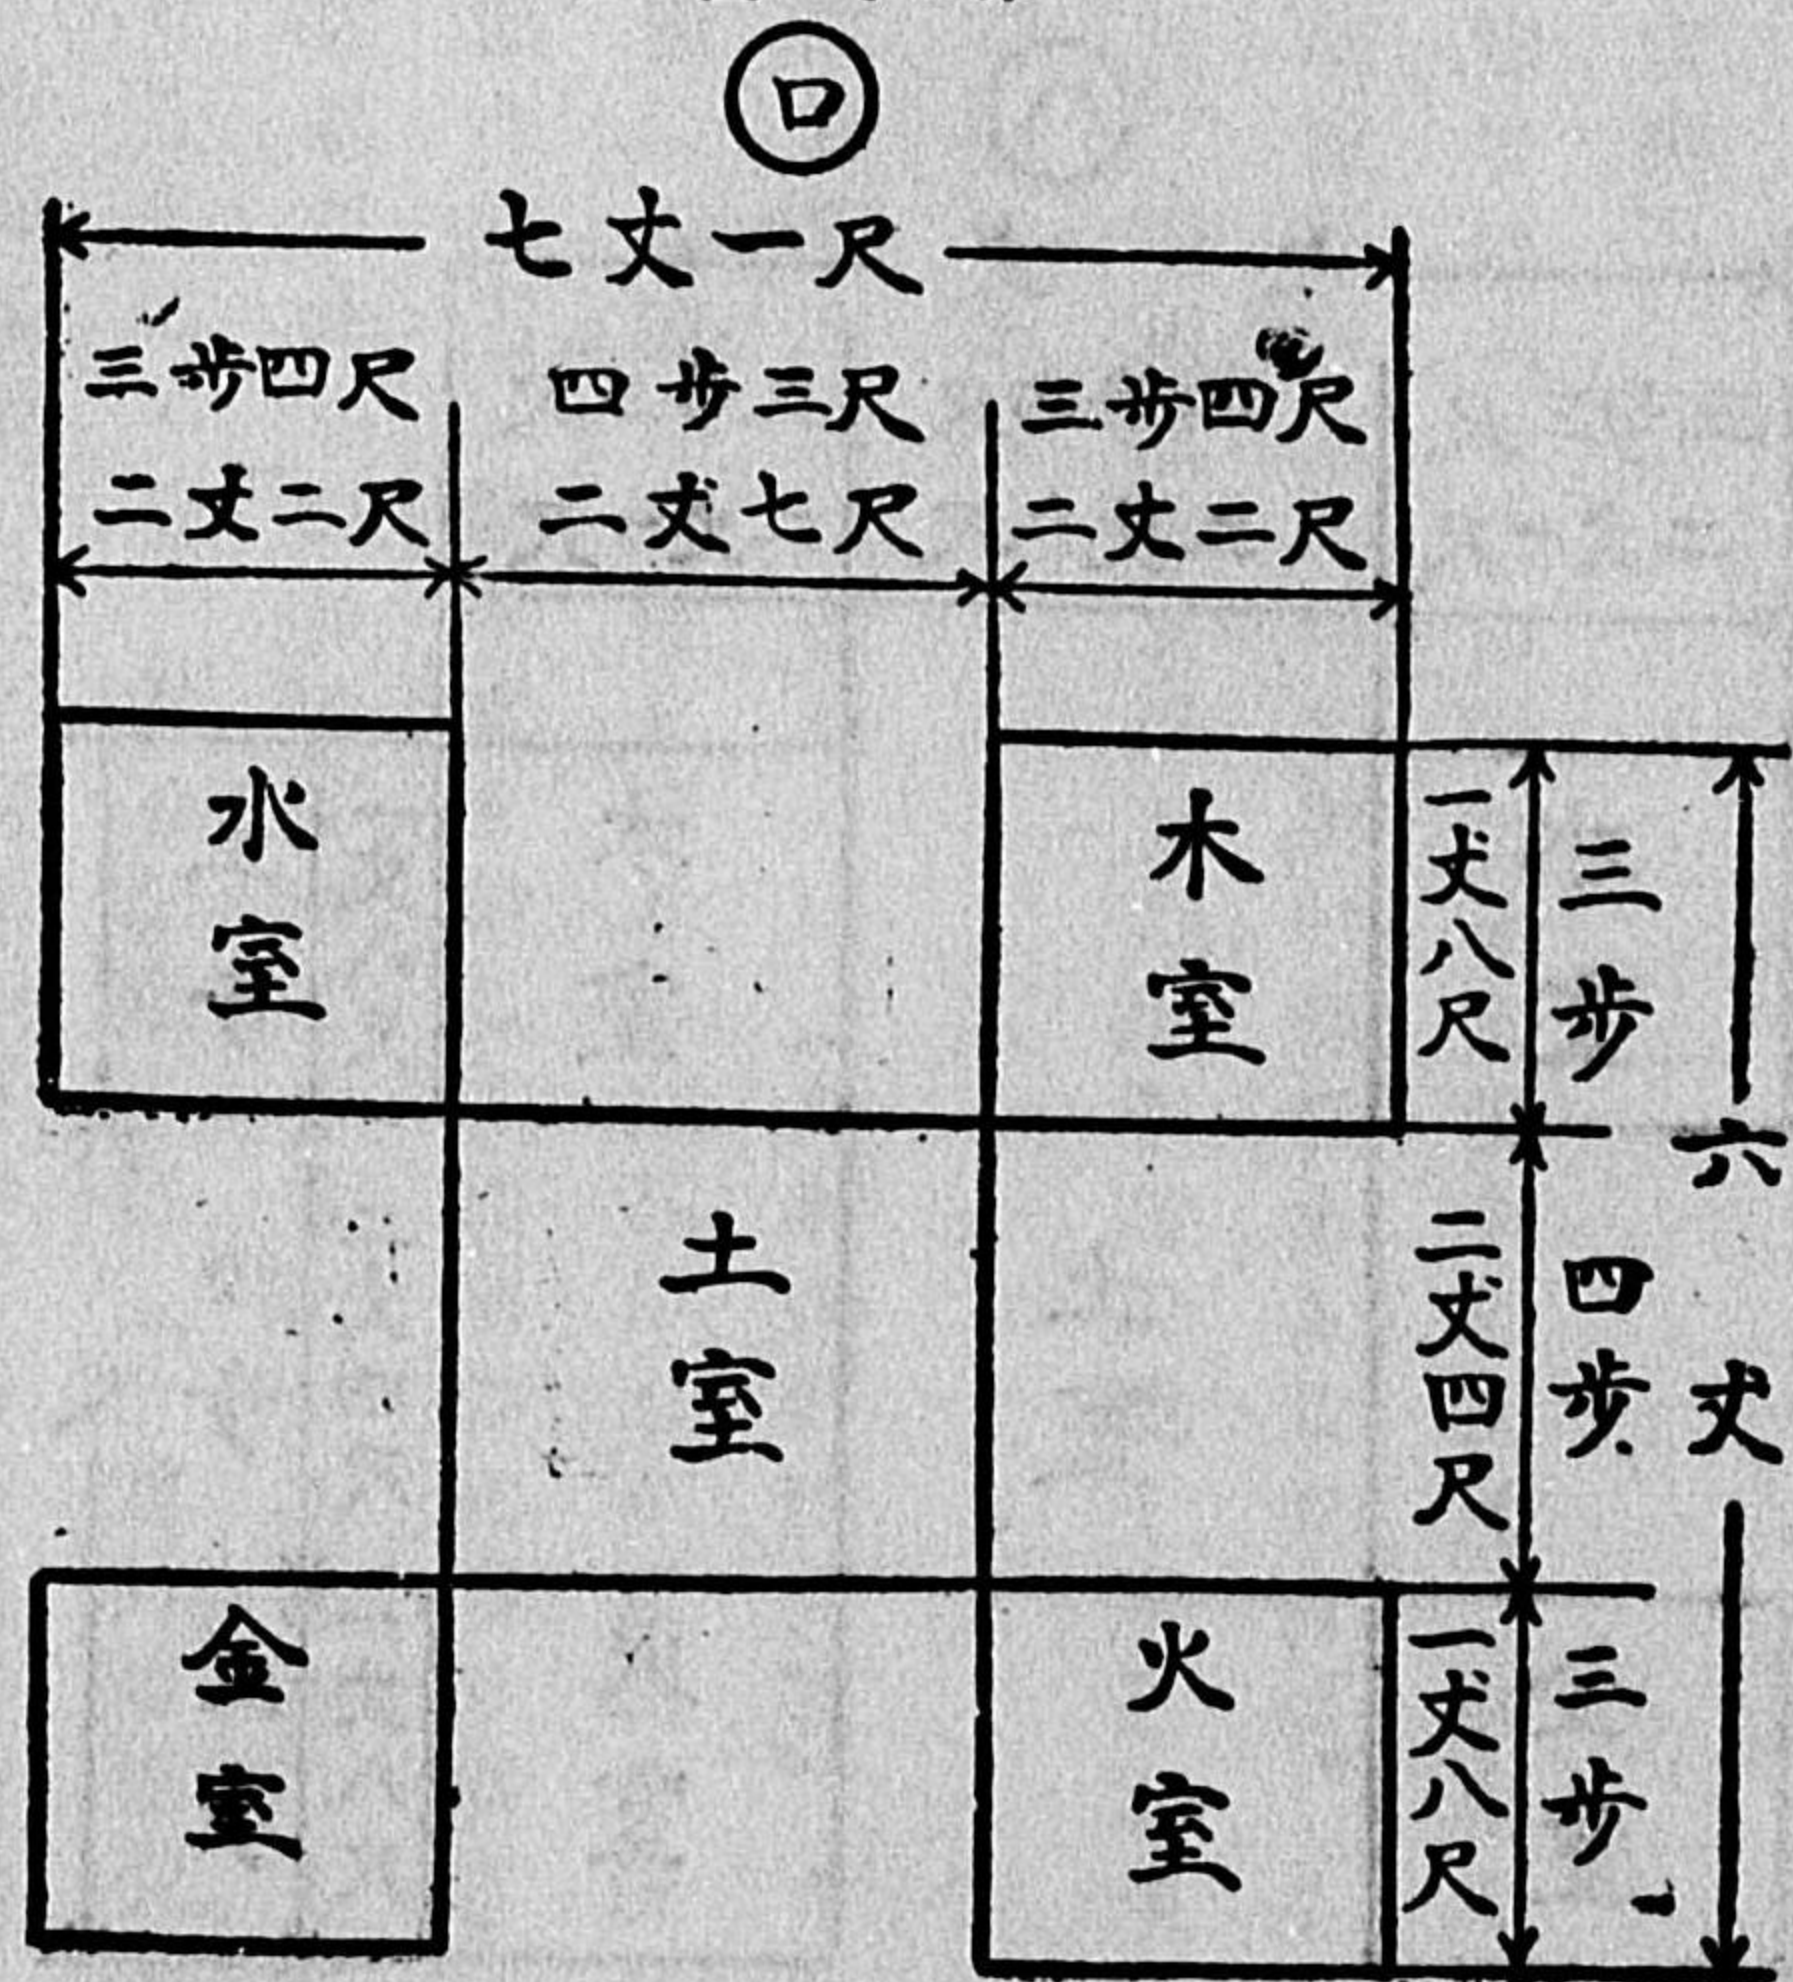 口
七丈一尺
三步四尺
二丈二尺
四步三尺
二丈七尺
三步四尺
二丈二尺
水室
木室
一丈八尺
三步
六丈
土室
二丈四尺
四步
金室
火室
一丈八尺
三步